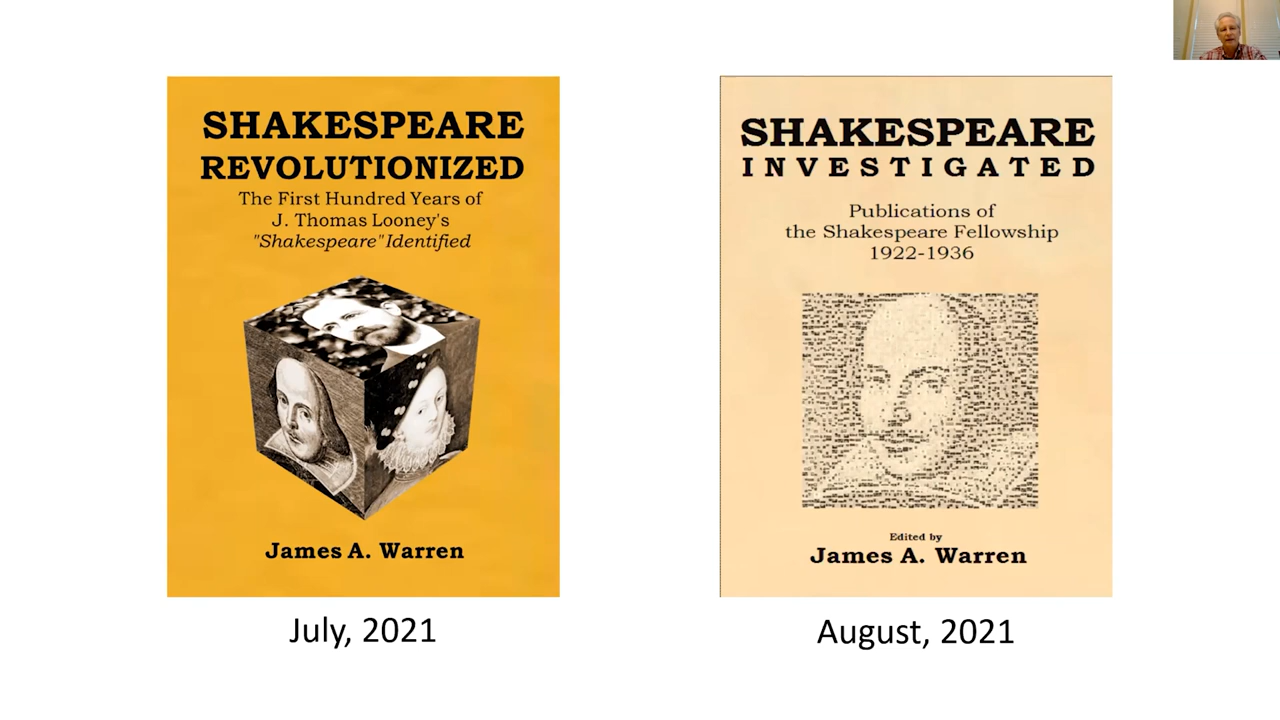 SHAKESPEARE
REVOLUTIONIZED
The First Hundred Years of
J. Thomas Looney's
"Shakespeare" Identified
James A. Warren
July, 2021
SHAKESPEARE
INVESTIGATED
Publications of
the Shakespeare Fellowship
1922-1936
Edited by
James A. Warren
August, 2021